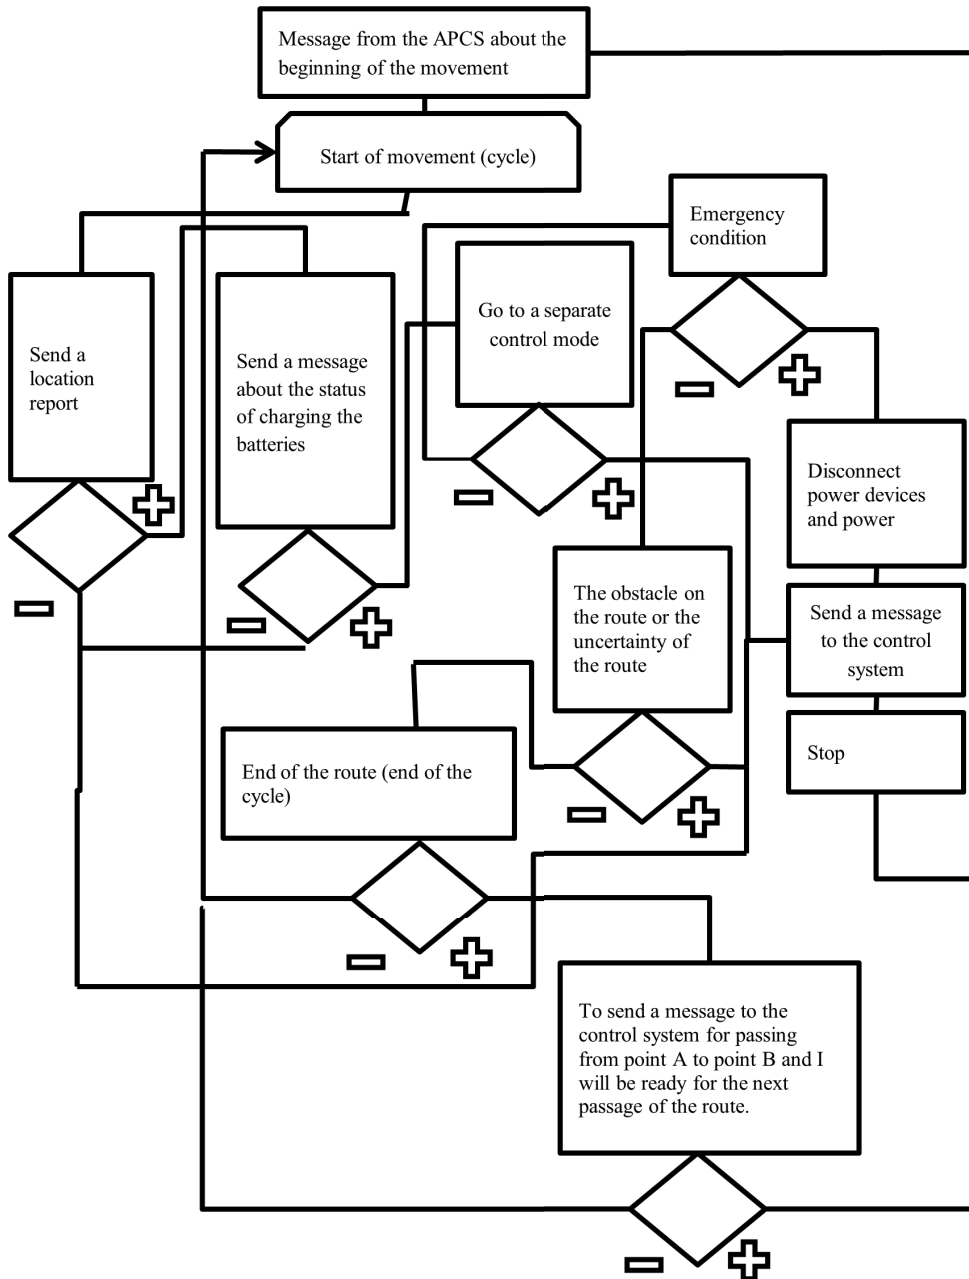 Message from the APCS about the
beginning of the movement
Start of movement (cycle)
Emergency
condition
Go to a separate
control mode
Send a
location
report
Send a message
about the status
of charging the
batteries
Disconnect
power devices
and power
The obstacle on
the route or the
uncertainty of
the route
Send a message
to the control
system
Stop
End of the route (end of the
cycle)
To send a message to the
control system for passing
from point A to point B and I
will be ready for the next
passage of the route.